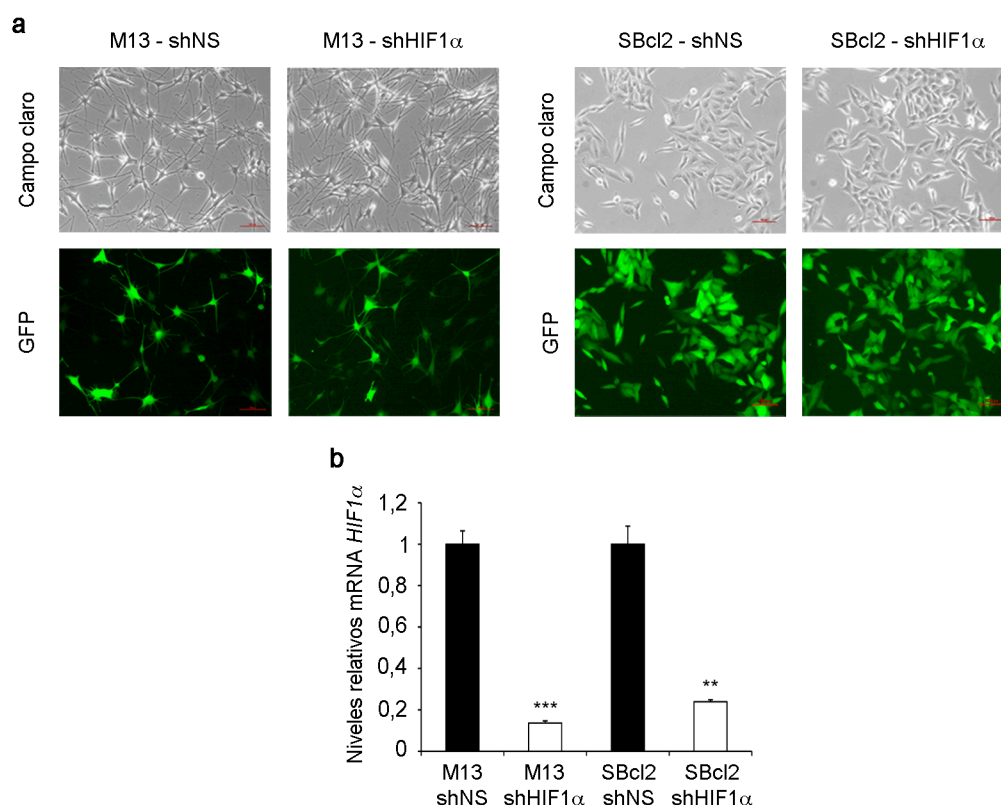 a
M13 - shNS
M13 - shHIF1α
SBcl2 - shNS
SBcl2 - shHIF1α
Campo claro
Campo claro
GFP
GFP
b
Niveles relativos mRNA HIF1α
1,2
1
0,8
0,6
0,4
0,2
0
***
**
M13
shNS
M13
shHIF1α
SBcl2
shNS
SBcl2
shHIF1α